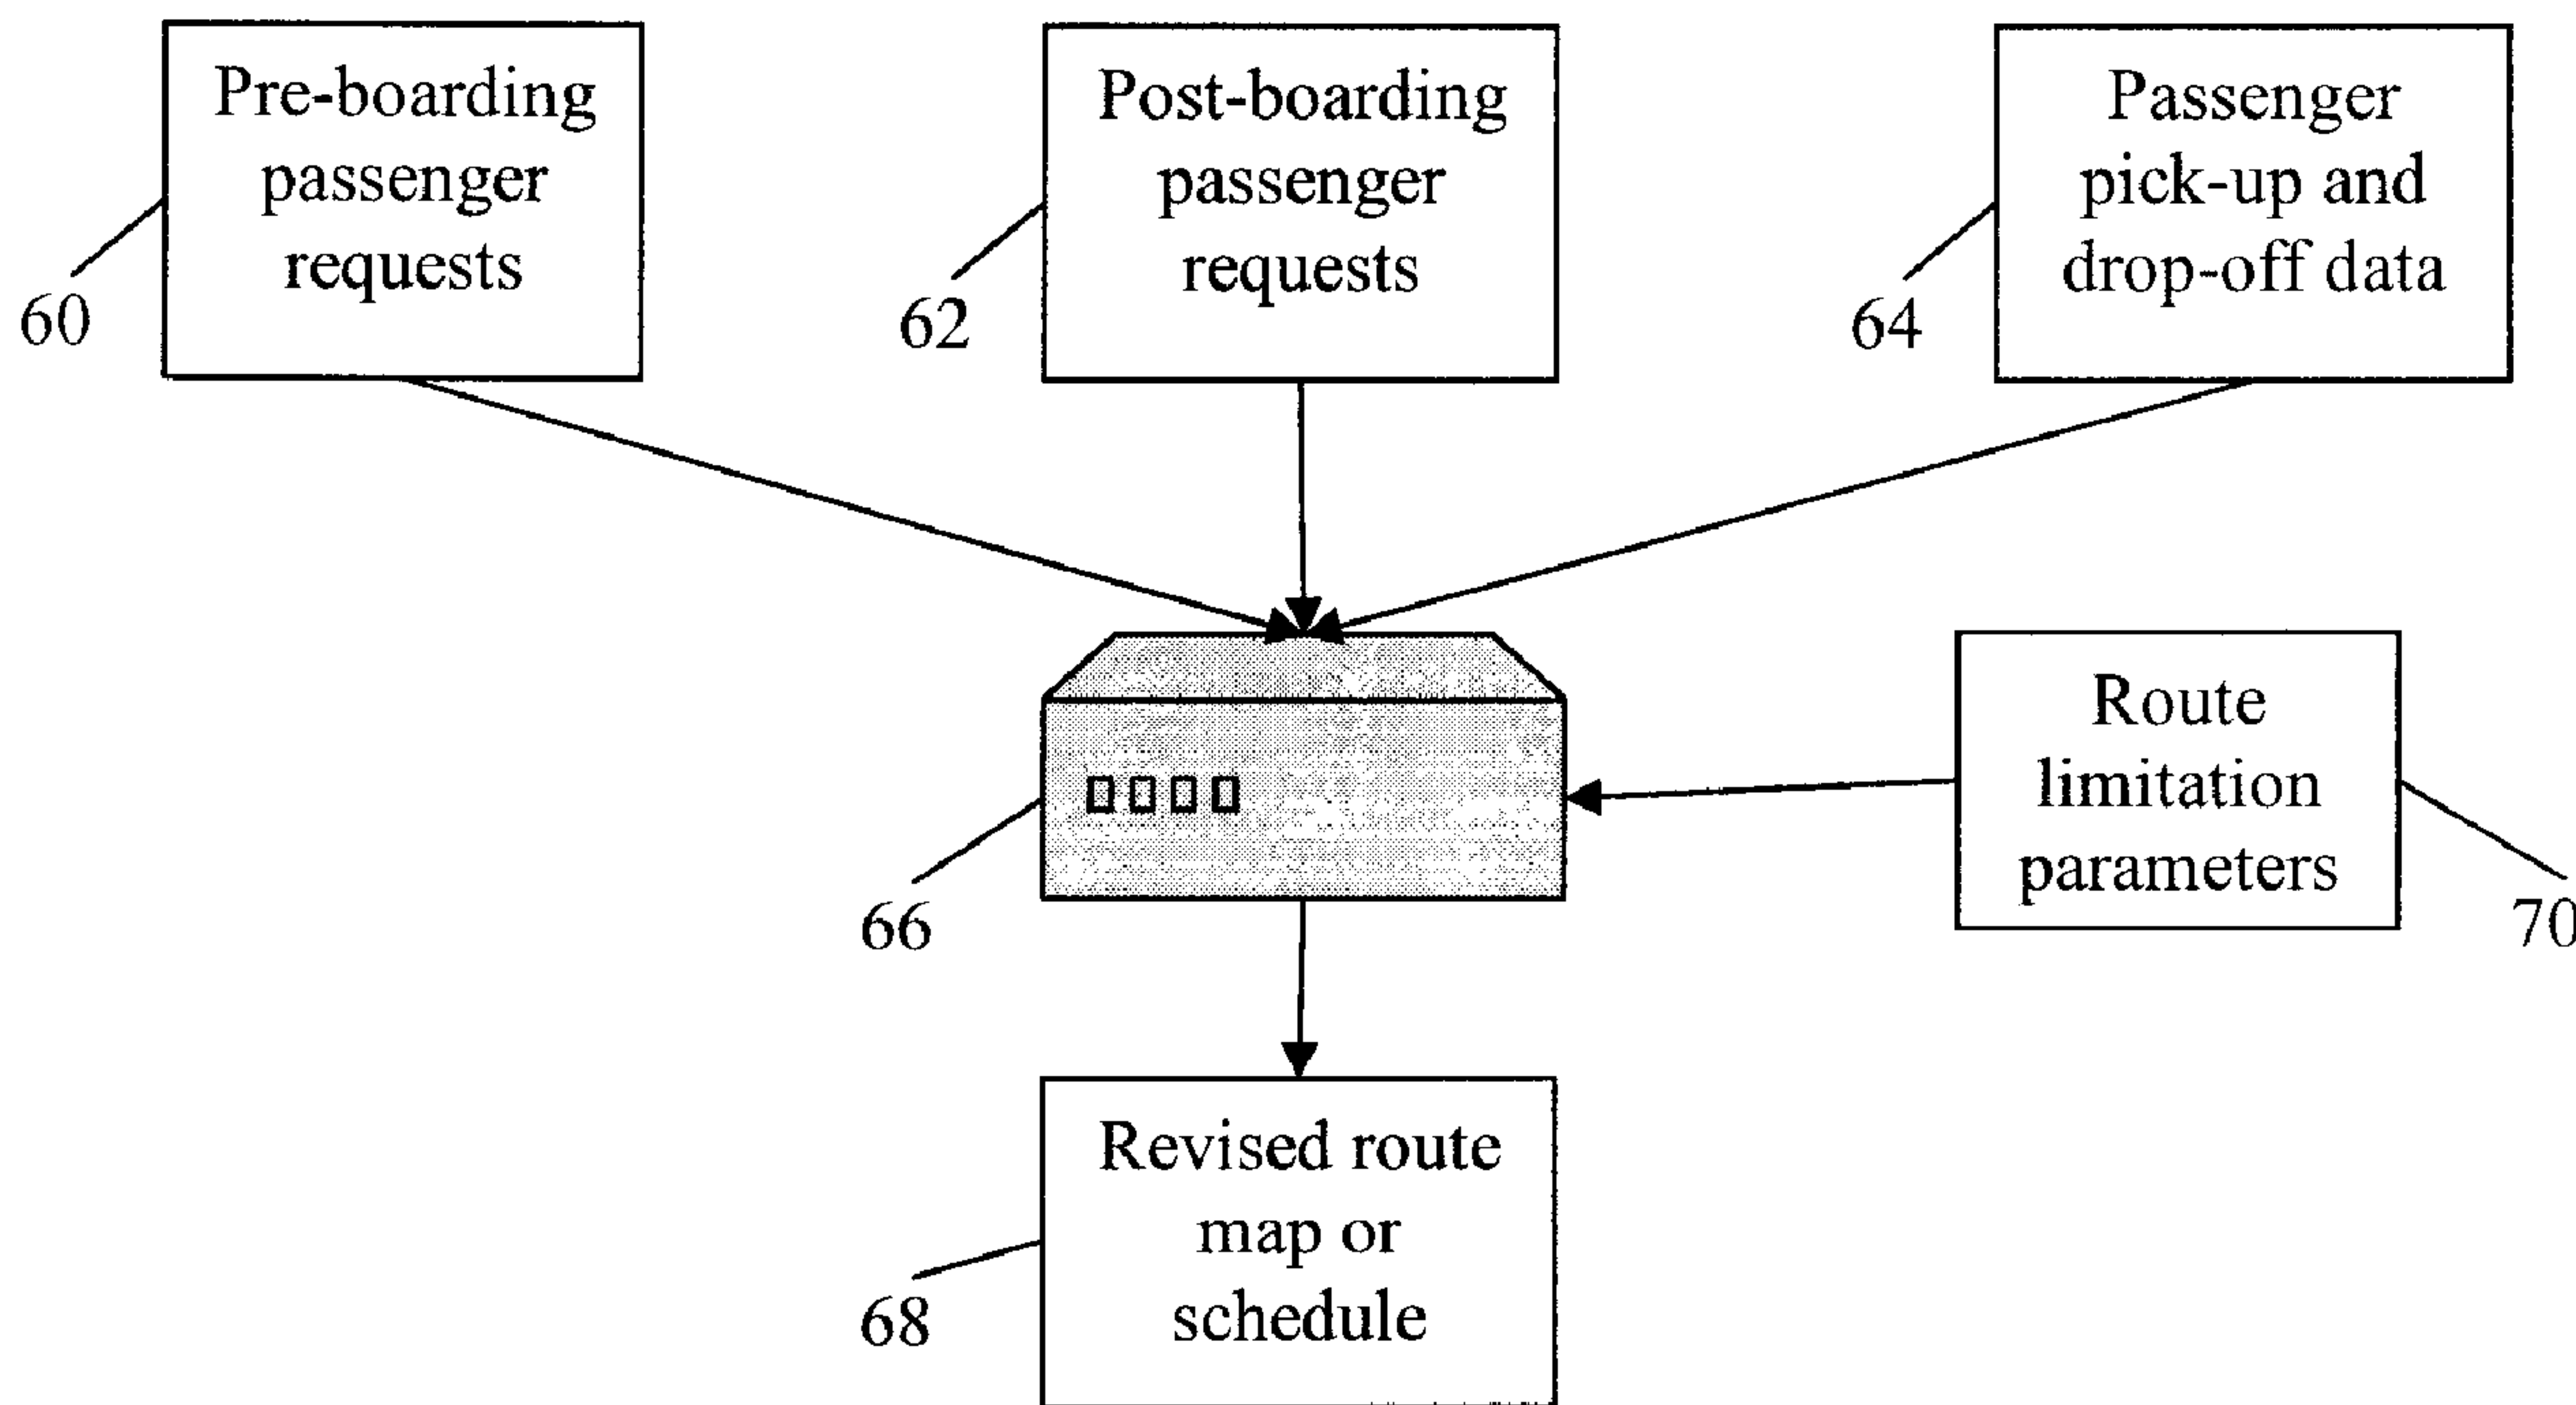 Pre-boarding
passenger
requests
60
Post-boarding
passenger
requests
62
Passenger
pick-up and
drop-off data
64
66
Route
limitation
parameters
70
Revised route
map or
schedule
68